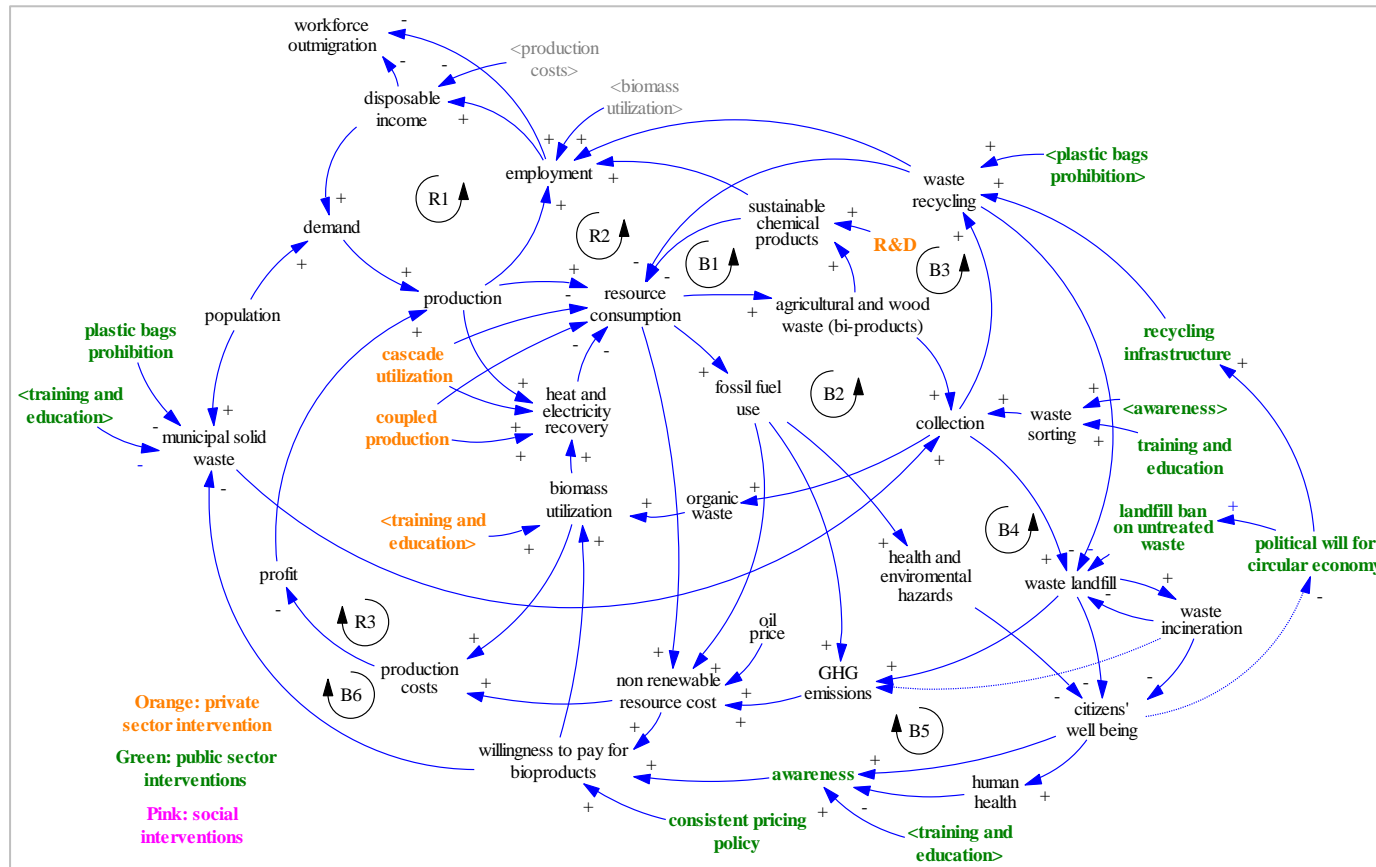 workforce
outmigration
<production
costs>
<biomass
utilization>
disposable
income
employment
<plastic bags
prohibition>
waste
recycling
R1
R2
sustainable
chemical
products
R&D
B1
B3
demand
production
resource
consumption
agricultural and wood
waste (bi-products)
population
plastic bags
prohibition
<training and
education>
municipal solid
waste
cascade
utilization
coupled
production
heat and
electricity
recovery
fossil fuel
use
B2
recycling
infrastructure
collection
waste
sorting
<awareness>
training and
education
biomass
utilization
organic
waste
<training and
education>
B4
landfill ban
on untreated
waste
political will for
circular economy
health and
enviromental
hazards
waste landfill
waste
incineration
profit
R3
production
costs
B6
oil
price
non renewable
resource cost
GHG
emissions
B5
citizens'
well being
Orange: private
sector intervention
Green: public sector
interventions
Pink: social
interventions
willingness to pay for
bioproducts
awareness
human
health
consistent pricing
policy
<training and
education>
- - - - + + + + + + + + + + + + + + + + - - - - - - + + + + + + + + + + + + + + + + + + + - - - - - - - - - -